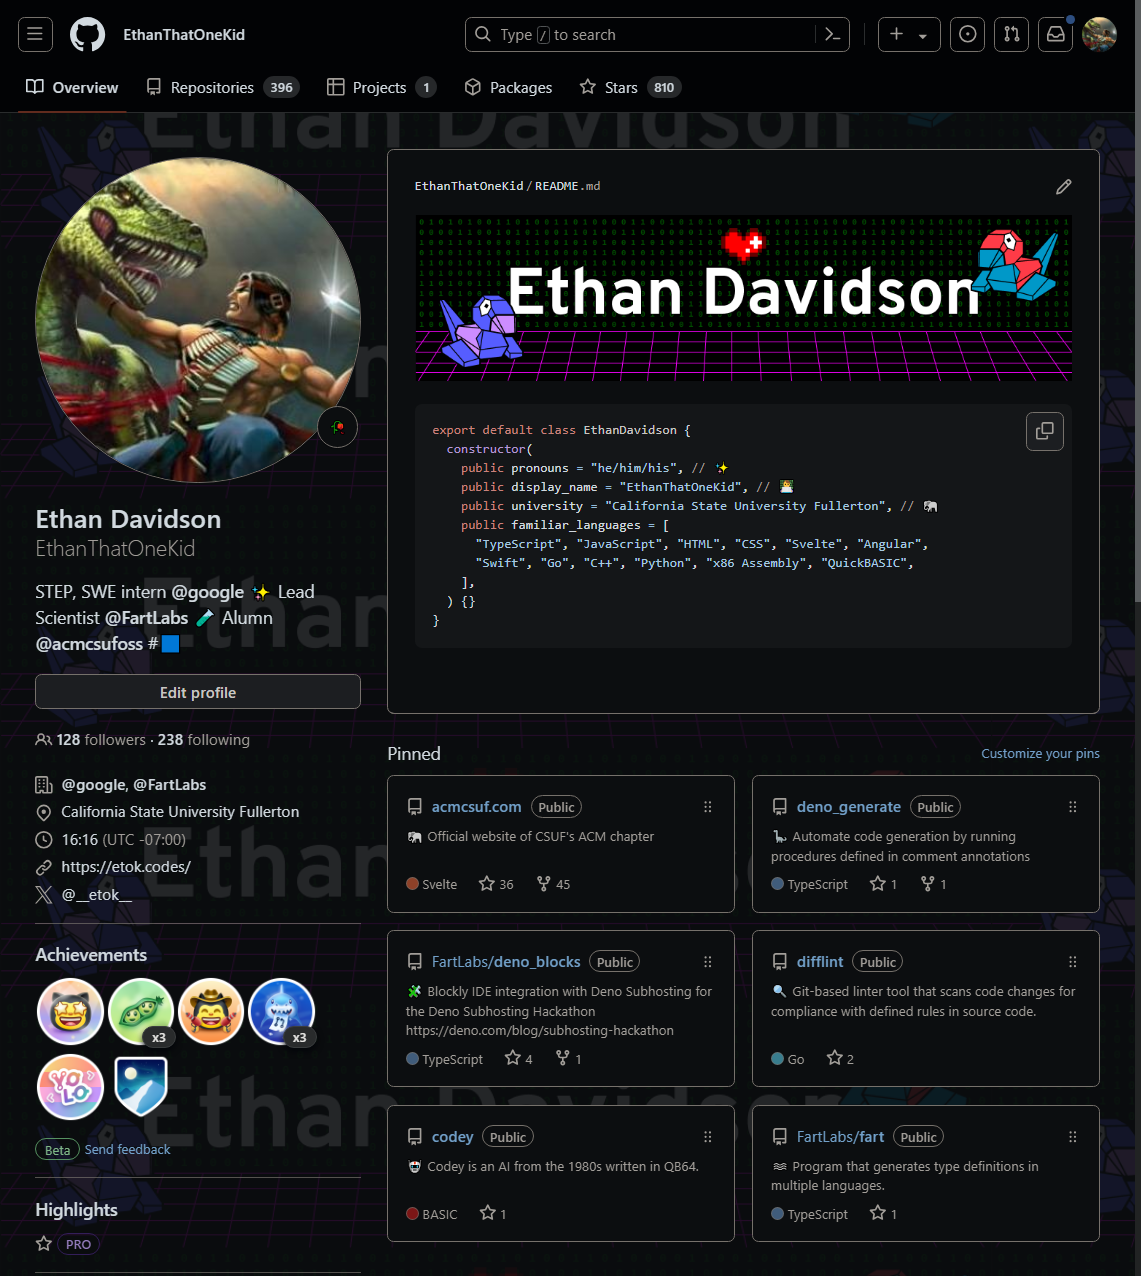 EthanThatOneKid
Type / to search
Overview
Repositories 396
Projects 1
Packages
Stars 810
Ethan Davidson
EthanThatOneKid
STEP, SWE intern @google ✨ Lead
Scientist @FartLabs 🧪 Alumn
@acmcsufoss #🟦
Edit profile
128 followers · 238 following
@google, @FartLabs
California State University Fullerton
16:16 (UTC -07:00)
https://etok.codes/
@__etok__
Achievements
x3
x3
YOLO
Beta Send feedback
Highlights
PRO
EthanThatOneKid/README.md
Ethan Davidson
export default class EthanDavidson {
constructor(
public pronouns = "he/him/his", // ✨
public display_name = "EthanThatOneKid", // 👨‍💻
public university = "California State University Fullerton", // 🐘
public familiar_languages = [
"TypeScript", "JavaScript", "HTML", "CSS", "Svelte", "Angular",
"Swift", "Go", "C++", "Python", "x86 Assembly", "QuickBASIC",
],
) {}
}
Pinned
Customize your pins
acmcsuf.com Public
🐘 Official website of CSUF's ACM chapter
Svelte 36 45
deno_generate Public
🦕 Automate code generation by running
procedures defined in comment annotations
TypeScript 1 1
FartLabs/deno_blocks Public
🧩 Blockly IDE integration with Deno Subhosting for
the Deno Subhosting Hackathon
https://deno.com/blog/subhosting-hackathon
TypeScript 4 1
difflint Public
🔍 Git-based linter tool that scans code changes for
compliance with defined rules in source code.
Go 2
codey Public
Codey is an AI from the 1980s written in QB64.
BASIC 1
FartLabs/fart Public
Program that generates type definitions in
multiple languages.
TypeScript 1